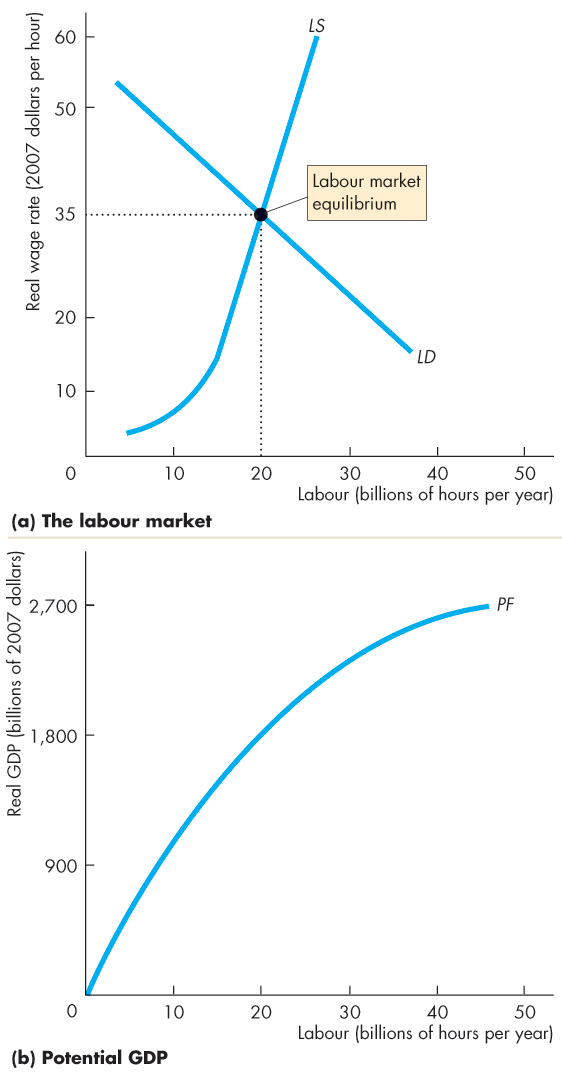 Real wage rate (2007 dollars per hour)
60
50
35
20
10
0
10
20
30
40
50
LS
Labour market
equilibrium
LD
Labour (billions of hours per year)
(a) The labour market
Real GDP (billions of 2007 dollars)
2,700
1,800
900
0
10
20
30
40
50
PF
Labour (billions of hours per year)
(b) Potential GDP